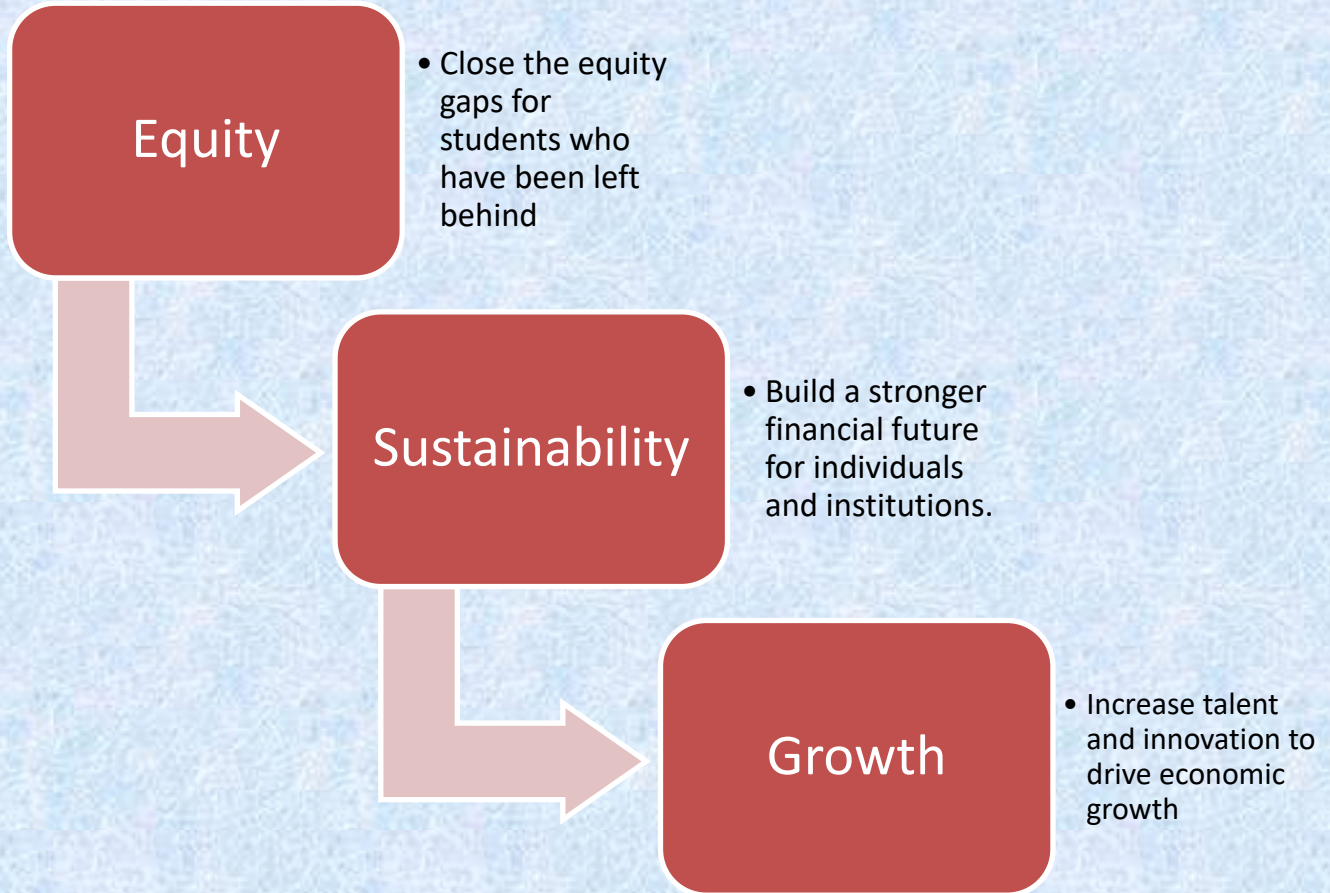 Equity
• Close the equity
gaps for
students who
have been left
behind
Sustainability
• Build a stronger
financial future
for individuals
and institutions.
Growth
• Increase talent
and innovation to
drive economic
growth